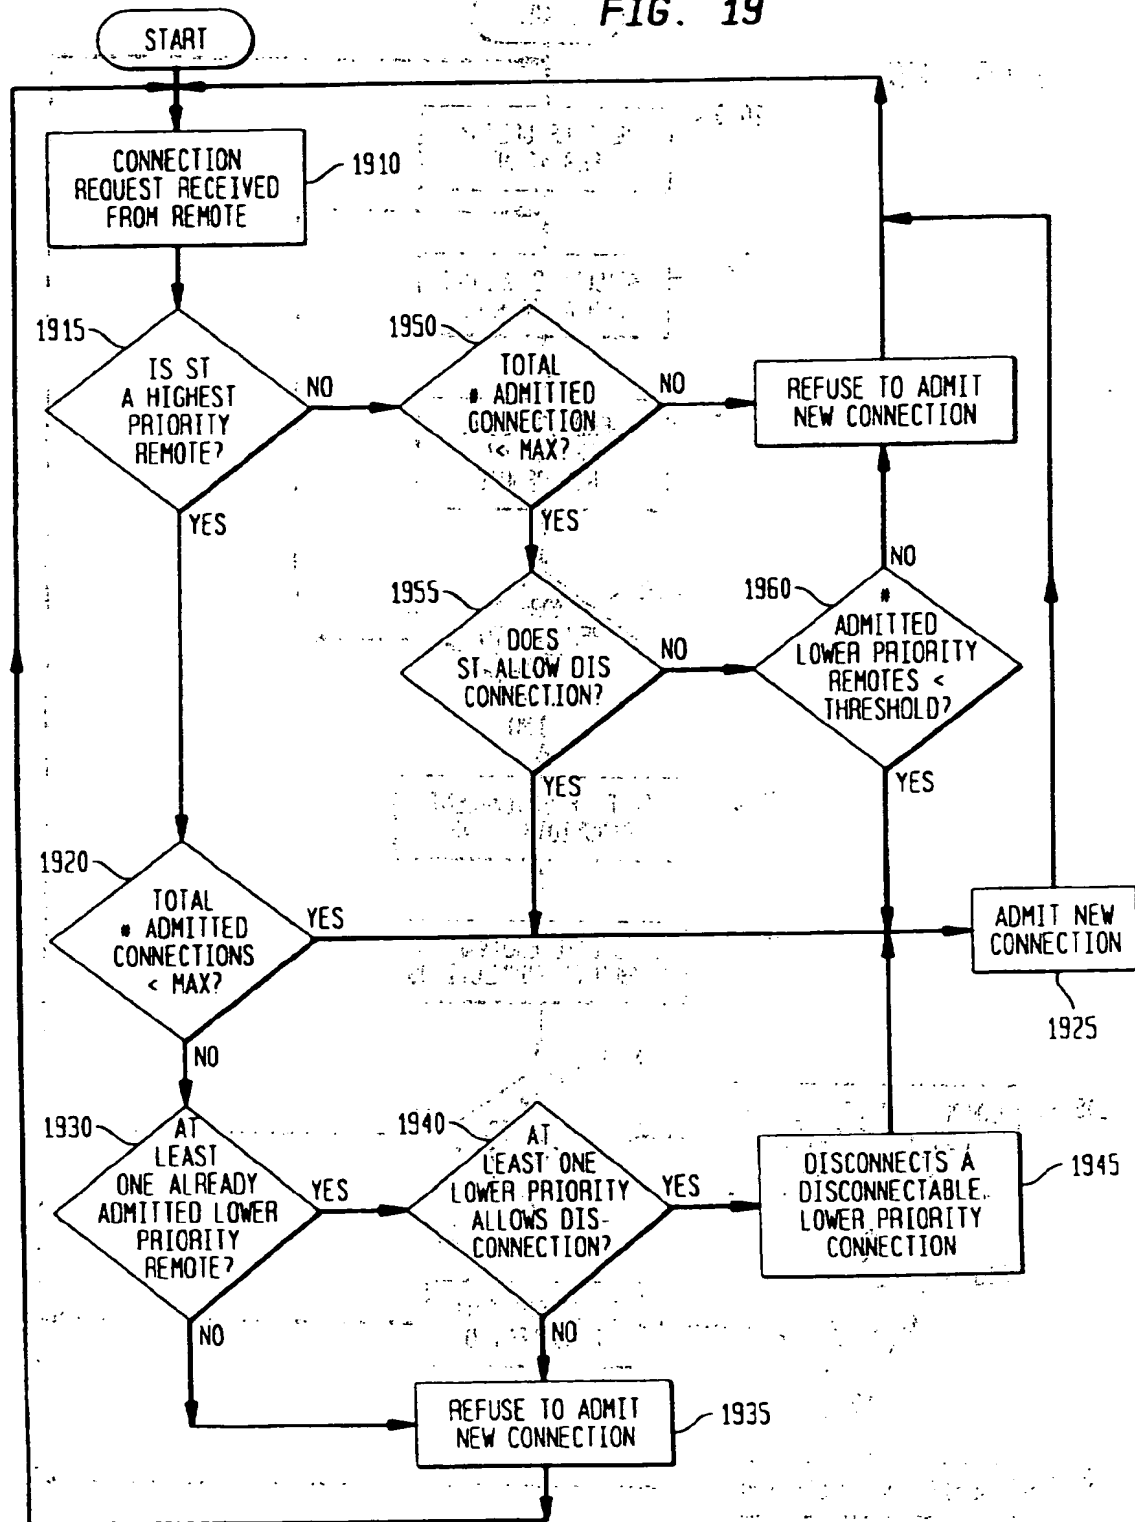 FIG. 19
START
CONNECTION
REQUEST RECEIVED
FROM REMOTE
1910
1915
IS ST
A HIGHEST
PRIORITY
REMOTE?
NO
YES
1950
TOTAL
# ADMITTED
CONNECTION
< MAX?
NO
YES
REFUSE TO ADMIT
NEW CONNECTION
1955
DOES
ST ALLOW DIS
CONNECTION?
NO
YES
1960
#
ADMITTED
LOWER PRIORITY
REMOTES <
THRESHOLD?
NO
YES
1920
TOTAL
# ADMITTED
CONNECTIONS
< MAX?
YES
NO
ADMIT NEW
CONNECTION
1925
1930
AT
LEAST
ONE ALREADY
ADMITTED LOWER
PRIORITY
REMOTE?
YES
NO
1940
AT
LEAST ONE
LOWER PRIORITY
ALLOWS DIS-
CONNECTION?
YES
NO
DISCONNECTS A
DISCONNECTABLE
LOWER PRIORITY
CONNECTION
1945
REFUSE TO ADMIT
NEW CONNECTION
1935